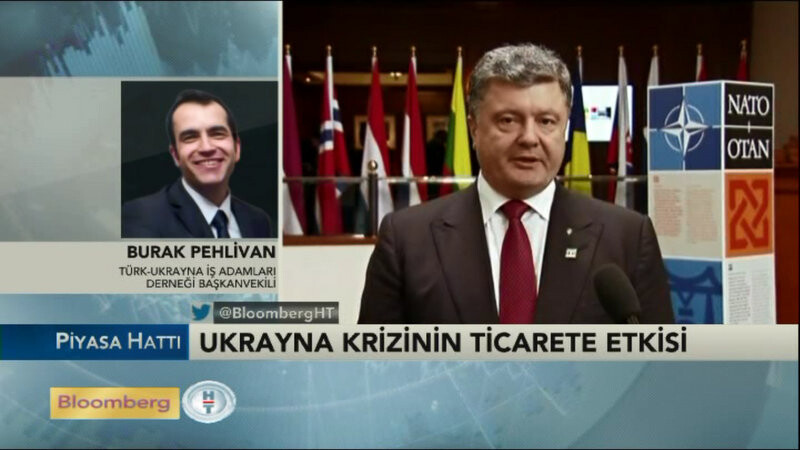 NATO
OTAN
BURAK PEHLİVAN
TÜRK-UKRAYNA İŞ ADAMLARI
DERNEĞİ BAŞKANVEKİLİ
@BloombergHT
PİYASA HATTI
UKRAYNA KRİZİNİN TİCARETE ETKİSİ
Bloomberg
HT